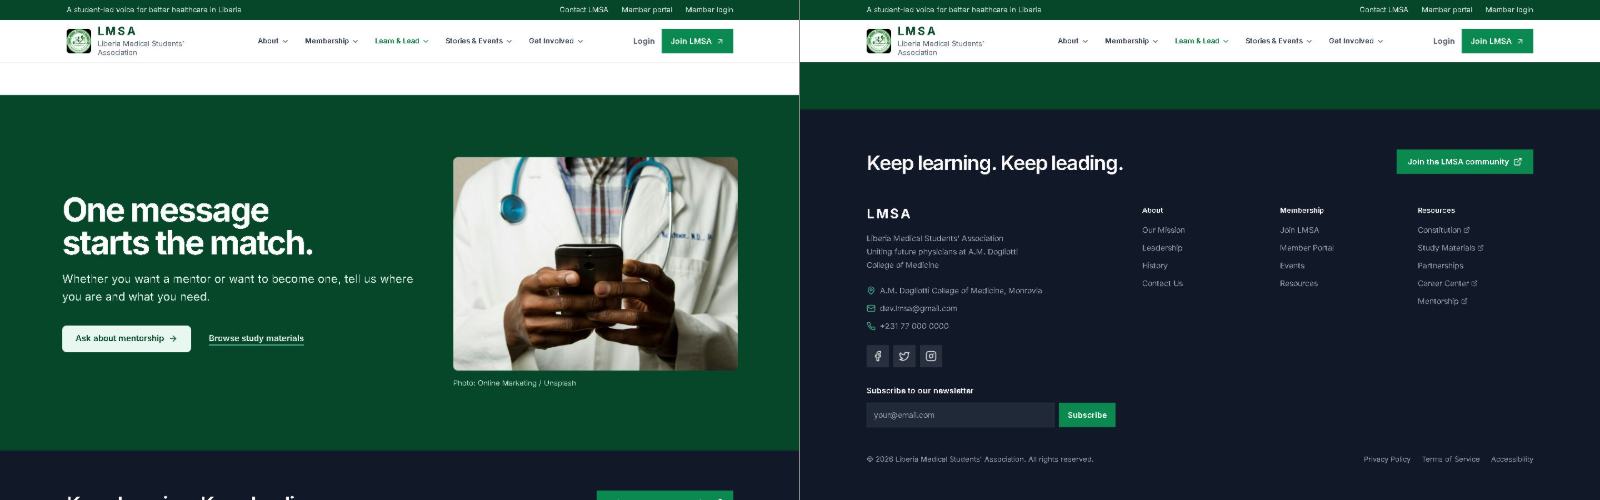 A student-led voice for better healthcare in Liberia
Contact LMSA
Member portal
Member login
LMSA
Liberia Medical Students'
Association
About
Membership
Learn & Lead
Stories & Events
Get Involved
Login
Join LMSA
One message
starts the match.
Whether you want a mentor or want to become one, tell us where
you are and what you need.
Ask about mentorship
Browse study materials
Photo: Online Marketing / Unsplash
A student-led voice for better healthcare in Liberia
Contact LMSA
Member portal
Member login
LMSA
Liberia Medical Students'
Association
About
Membership
Learn & Lead
Stories & Events
Get Involved
Login
Join LMSA
Keep learning. Keep leading.
Join the LMSA community
LMSA
Liberia Medical Students' Association
Uniting future physicians at A.M. Dogliotti
College of Medicine
A.M. Dogliotti College of Medicine, Monrovia
dev.lmsa@gmail.com
+231 77 000 0000
Subscribe to our newsletter
your@email.com
Subscribe
About
Our Mission
Leadership
History
Contact Us
Membership
Join LMSA
Member Portal
Events
Resources
Resources
Constitution
Study Materials
Partnerships
Career Center
Mentorship
© 2026 Liberia Medical Students' Association. All rights reserved.
Privacy Policy
Terms of Service
Accessibility